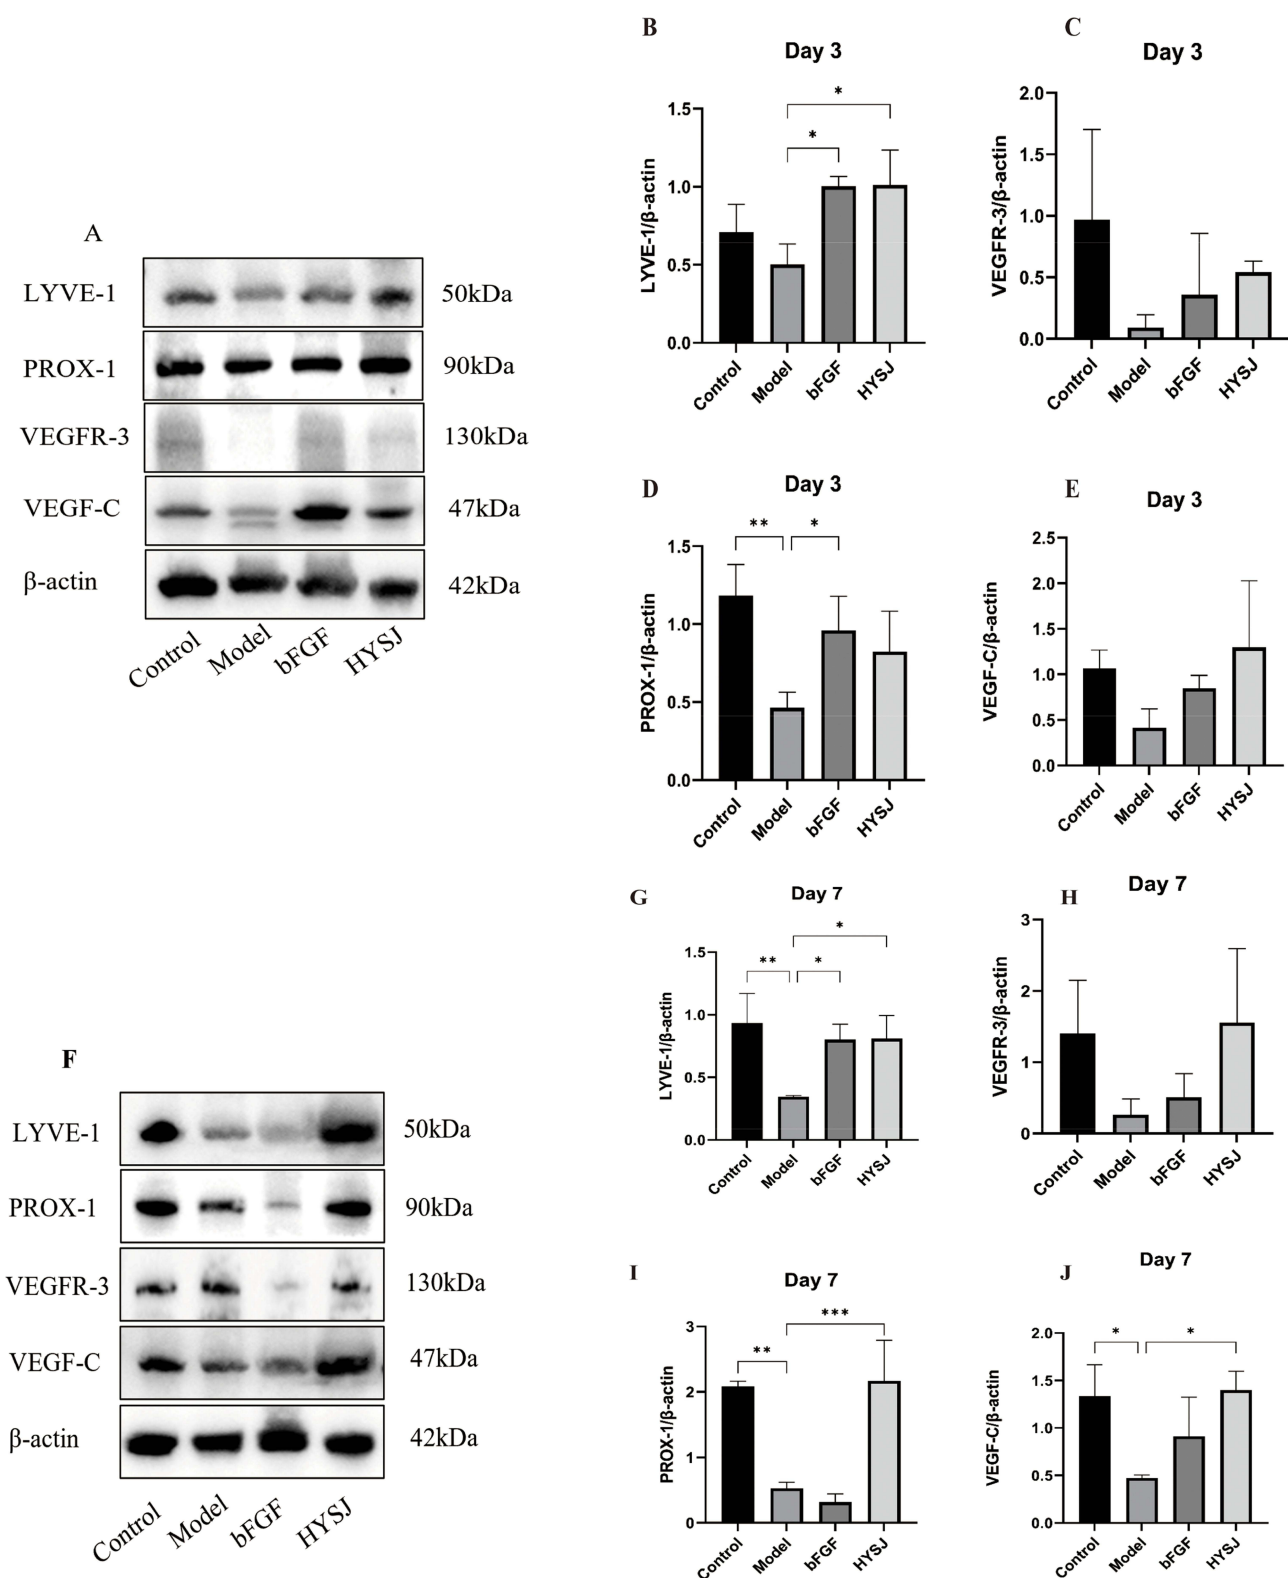 A
LYVE-1 50kDa
PROX-1 90kDa
VEGFR-3 130kDa
VEGF-C 47kDa
β-actin 42kDa
Control Model bFGF HYSJ
B
Day 3
* 
*
LYVE-1/β-actin
1.5
1.0
0.5
0.0
Control Model bFGF HYSJ
C
Day 3
VEGFR-3/β-actin
2.0
1.5
1.0
0.5
0.0
Control Model bFGF HYSJ
D
Day 3
** *
PROX-1/β-actin
1.5
1.0
0.5
0.0
Control Model bFGF HYSJ
E
Day 3
VEGF-C/β-actin
2.5
2.0
1.5
1.0
0.5
0.0
Control Model bFGF HYSJ
F
LYVE-1 50kDa
PROX-1 90kDa
VEGFR-3 130kDa
VEGF-C 47kDa
β-actin 42kDa
Control Model bFGF HYSJ
G
Day 7
*
** *
LYVE-1/β-actin
1.5
1.0
0.5
0.0
Control Model bFGF HYSJ
H
Day 7
VEGFR-3/β-actin
3
2
1
0
Control Model bFGF HYSJ
I
Day 7
***
**
PROX-1/β-actin
3
2
1
0
Control Model bFGF HYSJ
J
Day 7
* *
VEGF-C/β-actin
2.0
1.5
1.0
0.5
0.0
Control Model bFGF HYSJ